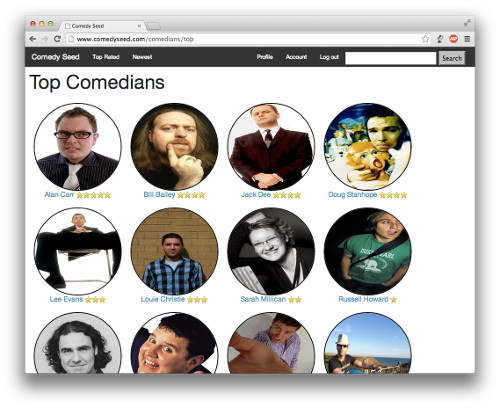 Comedy Seed
www.comedyseed.com/comedians/top
Comedy Seed Top Rated Newest Profile Account Log out Search
Top Comedians
Alan Carr
Bill Bailey
Jack Dee
Doug Stanhope
Lee Evans
Louie Christie
Sarah Millican
Russell Howard